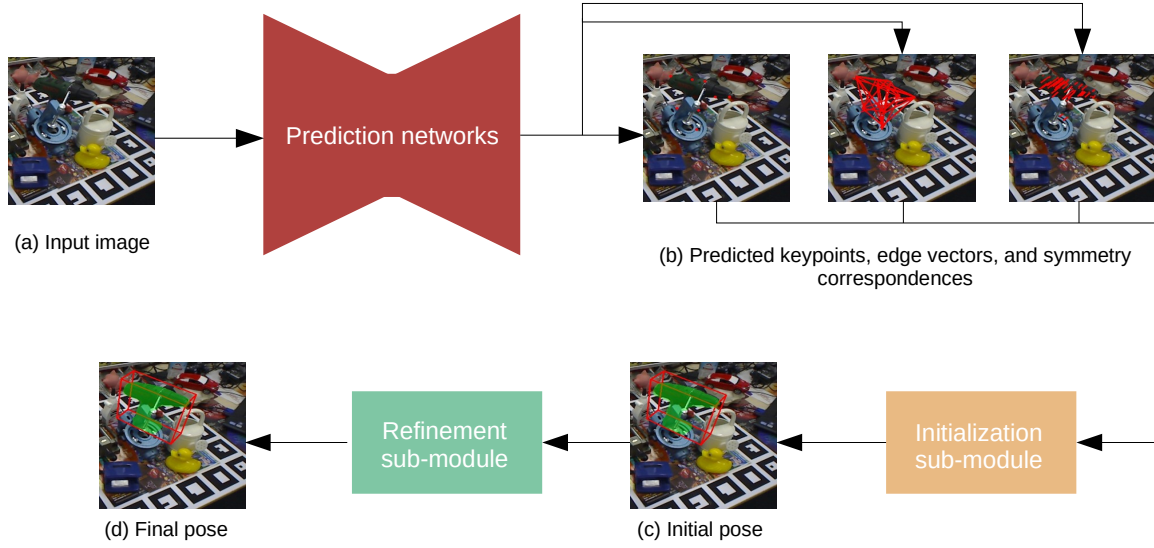 Prediction networks
(a) Input image
(b) Predicted keypoints, edge vectors, and symmetry
correspondences
Refinement
sub-module
Initialization
sub-module
(d) Final pose
(c) Initial pose